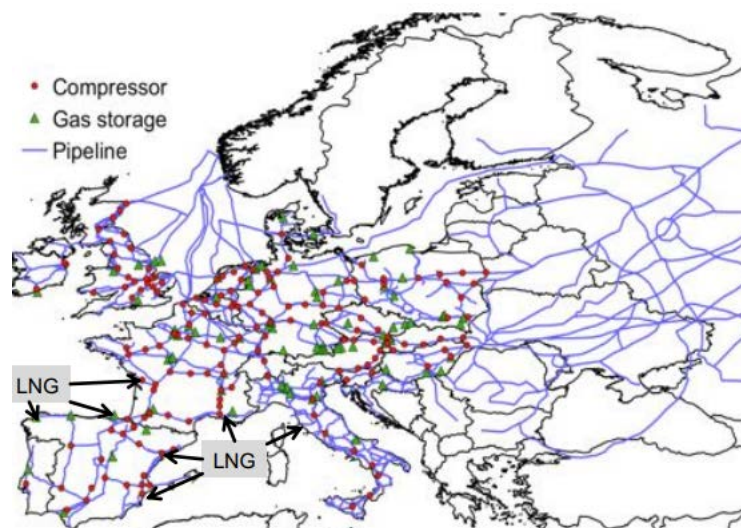 Compressor
Gas storage
Pipeline
LNG
LNG